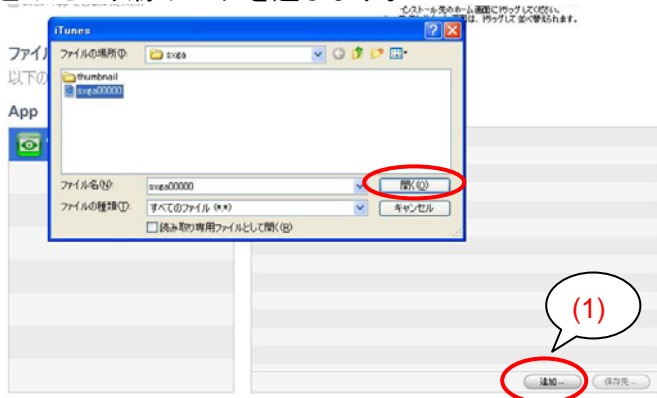 インストール先のホーム画面にドラッグしてください。
は、ドラッグして並べ替えられます。
iTunes
ファイルの場所(I):
sxga
thumbnail
sxga00000
ファイル
以下の
App
ファイル名(N):
sxga00000
開く(O)
ファイルの種類(T):
すべてのファイル (*.*)
キャンセル
読み取り専用ファイルとして開く(R)
(1)
追加...
保存先...